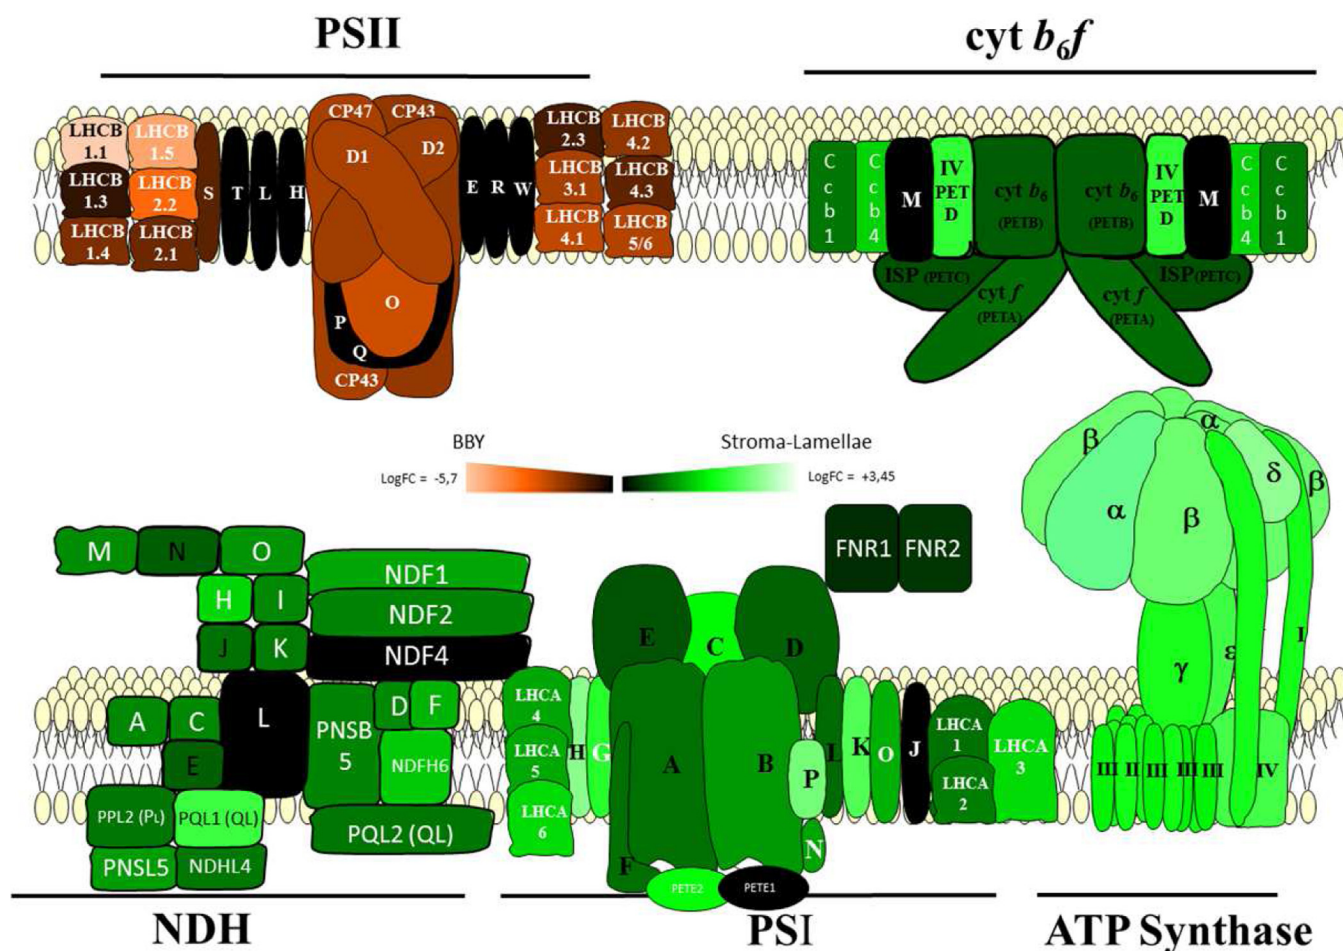 PSII
cyt b6f
LHCB 1.1
LHCB 1.5
LHCB 1.3
LHCB 2.2
LHCB 1.4
LHCB 2.1
S
T
L
H
CP47
CP43
D1
D2
O
P
Q
CP43
E
R
W
LHCB 2.3
LHCB 4.2
LHCB 3.1
LHCB 4.3
LHCB 4.1
LHCB 5/6
C c b 1
C c b 4
M
IV PET D
cyt b6 (PETB)
cyt b6 (PETB)
IV PET D
M
C c b 4
C c b 1
ISP (PETC)
cyt f (PETA)
cyt f (PETA)
ISP (PETC)
BBY
Stroma-Lamellae
LogFC = -5,7
LogFC = +3,45
M
N
O
H
I
J
K
NDF1
NDF2
NDF4
A
C
E
L
PNSB 5
D
F
NDFH6
PPL2 (PL)
PQL1 (QL)
PQL2 (QL)
PNSL5
NDHL4
NDH
FNR1
FNR2
E
C
D
LHCA 4
LHCA 5
LHCA 6
H
G
A
B
P
L
K
O
J
LHCA 1
LHCA 2
LHCA 3
F
N
PETE2
PETE1
PSI
β
α
α
β
δ
β
γ
ε
I
III
II
III
III
III
IV
ATP Synthase